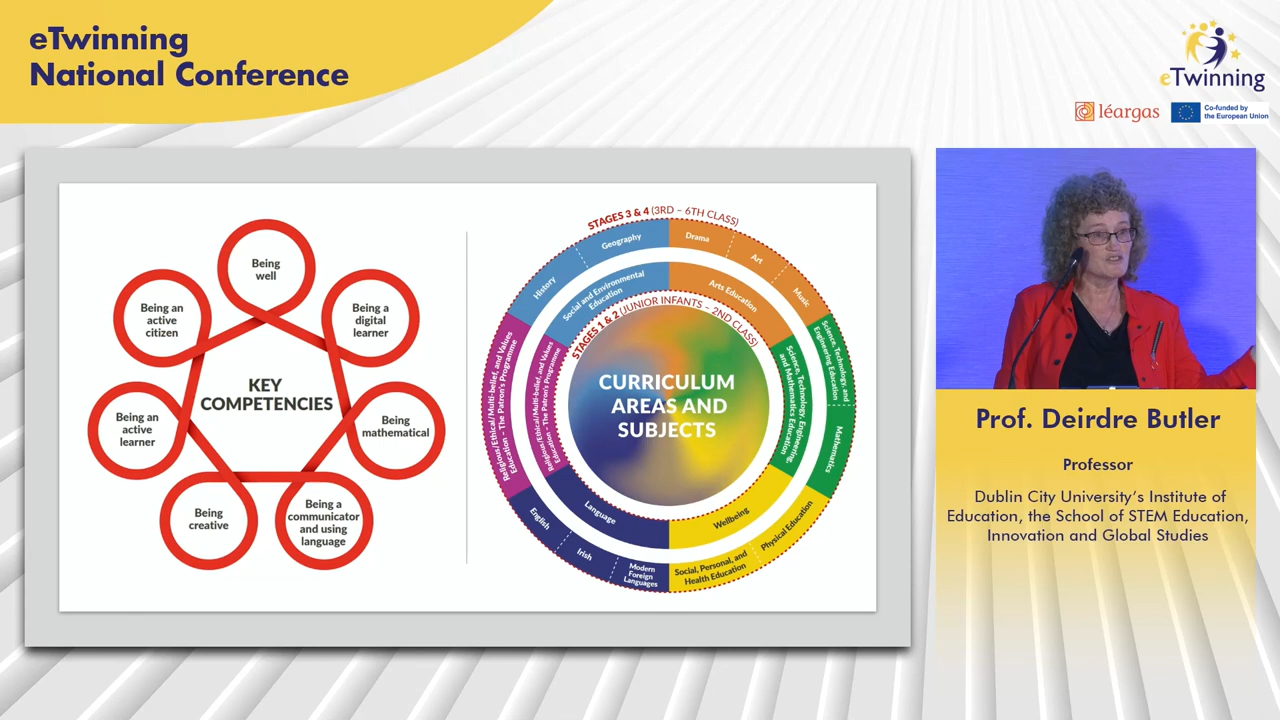 eTwinning
National Conference
eTwinning
léargas
Co-funded by
the European Union
Being
well
Being an
active
citizen
Being a
digital
learner
KEY
COMPETENCIES
Being an
active
learner
Being
mathematical
Being
creative
Being a
communicator
and using
language
STAGES 3 & 4 (3RD – 6TH CLASS)
Geography
Drama
History
Art
Music
Social and Environmental
Education
Arts Education
STAGES 1 & 2 (JUNIOR INFANTS – 2ND CLASS)
Religious/Ethical/Multi-belief, and Values
Education – The Patron's Programme
Religious/Ethical/Multi-belief, and Values
Education – The Patron's Programme
CURRICULUM
AREAS AND
SUBJECTS
Science, Technology, Engineering,
and Mathematics Education
Science, Technology, and
Engineering Education
Mathematics
Language
Wellbeing
English
Irish
Modern
Foreign
Languages
Social, Personal, and
Health Education
Physical Education
Prof. Deirdre Butler
Professor
Dublin City University's Institute of
Education, the School of STEM Education,
Innovation and Global Studies